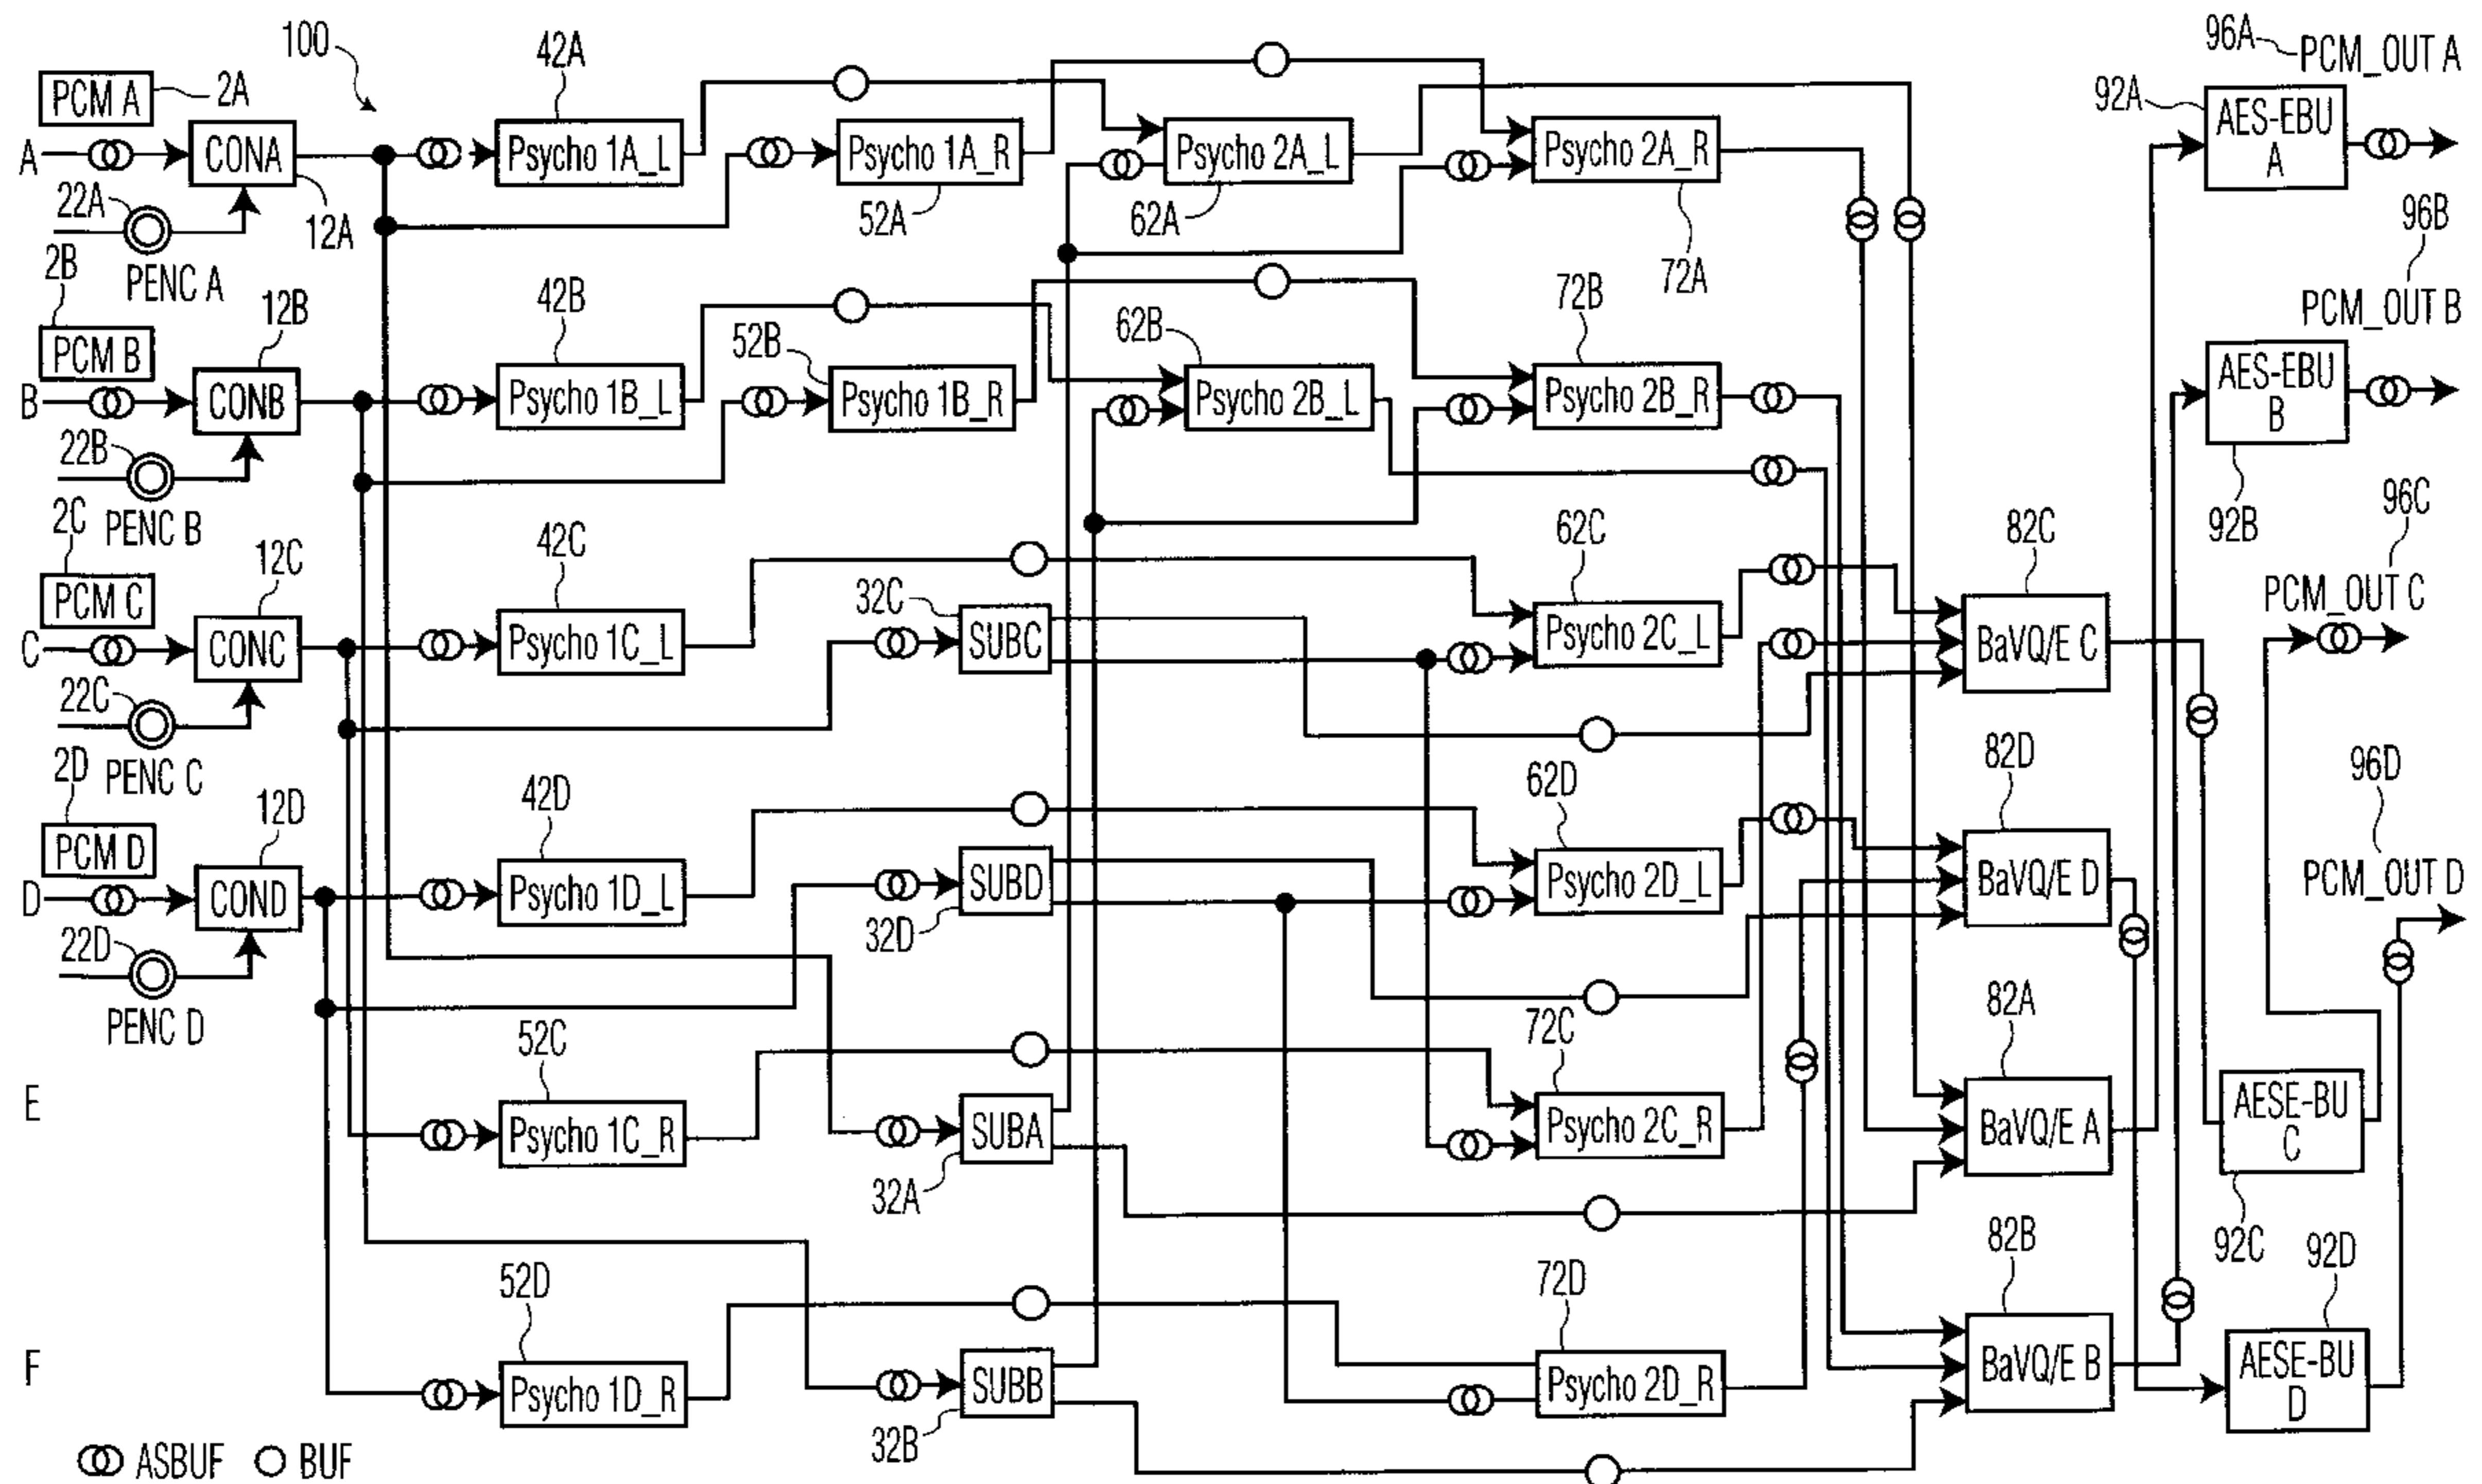 100
42A
96A
PCM_OUT A
PCM A
2A
92A
AES-EBU
A
A
CONA
Psycho 1A_L
Psycho 1A_R
Psycho 2A_L
Psycho 2A_R
22A
12A
52A
62A
72A
96B
PCM_OUT B
2B
PENC A
12B
42B
52B
62B
72B
PCM B
B
CONB
Psycho 1B_L
Psycho 1B_R
Psycho 2B_L
Psycho 2B_R
AES-EBU
B
22B
92B
2C
PENC B
12C
42C
32C
62C
82C
96C
PCM_OUT C
PCM C
C
CONC
Psycho 1C_L
SUBC
Psycho 2C_L
BaVQ/E C
22C
2D
PENC C
12D
42D
62D
82D
96D
PCM_OUT D
PCM D
D
COND
Psycho 1D_L
SUBD
32D
Psycho 2D_L
BaVQ/E D
22D
PENC D
52C
72C
82A
E
Psycho 1C_R
SUBA
32A
Psycho 2C_R
BaVQ/E A
AESE-BU
C
92C
52D
72D
82B
92D
F
Psycho 1D_R
SUBB
32B
Psycho 2D_R
BaVQ/E B
AESE-BU
D
ASBUF
BUF